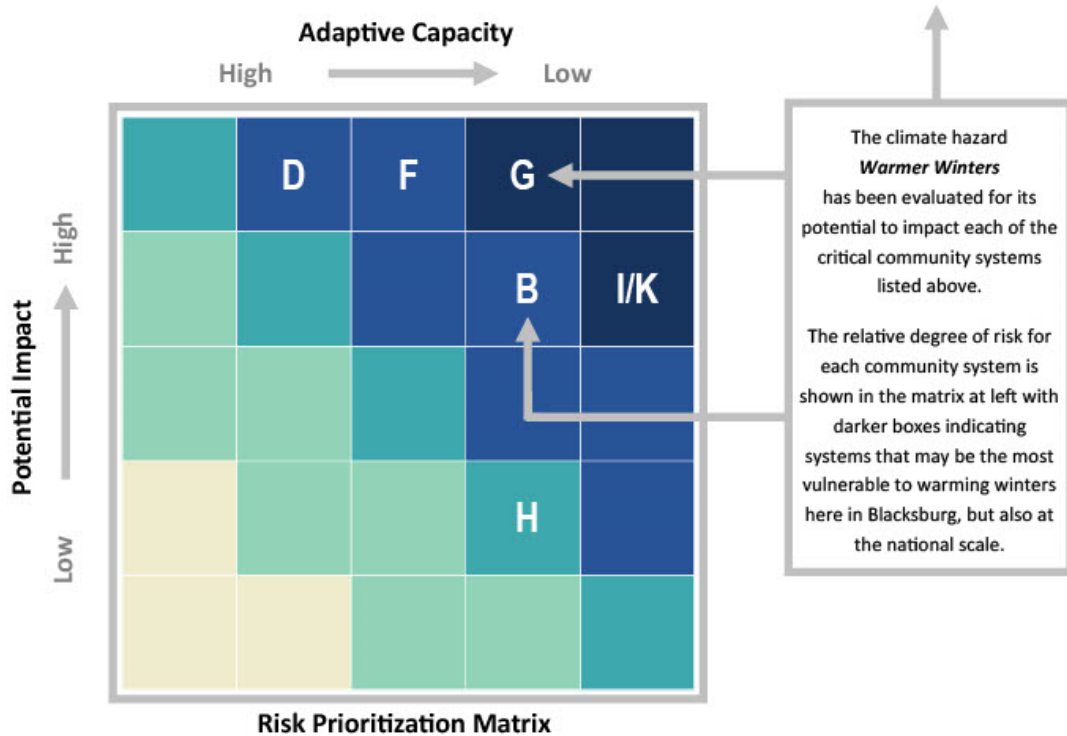 Adaptive Capacity
High
Low
D
F
G
B
I/K
H
High
Low
Potential Impact
Risk Prioritization Matrix
The climate hazard
Warmer Winters
has been evaluated for its
potential to impact each of the
critical community systems
listed above.
The relative degree of risk for
each community system is
shown in the matrix at left with
darker boxes indicating
systems that may be the most
vulnerable to warming winters
here in Blacksburg, but also at
the national scale.